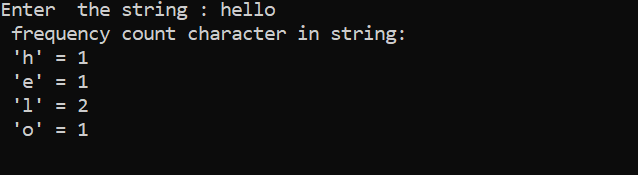 Enter  the string : hello
 frequency count character in string:
 'h' = 1
 'e' = 1
 'l' = 2
 'o' = 1